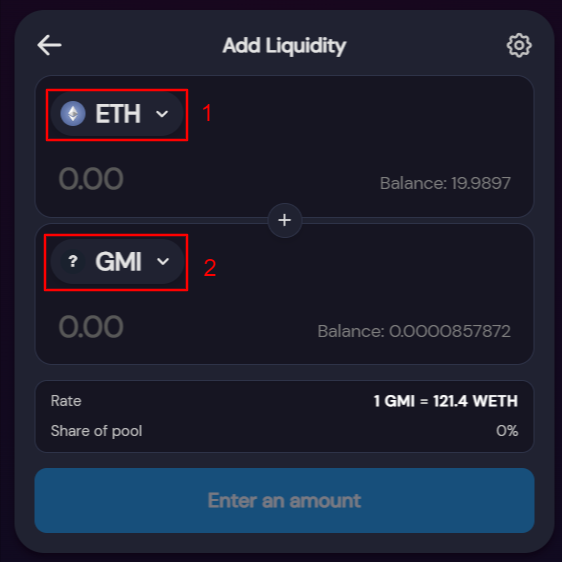 Add Liquidity
ETH 1
0.00
Balance: 19.9897
+
? GMI 2
0.00
Balance: 0.0000857872
Rate 1 GMI = 121.4 WETH
Share of pool 0%
Enter an amount